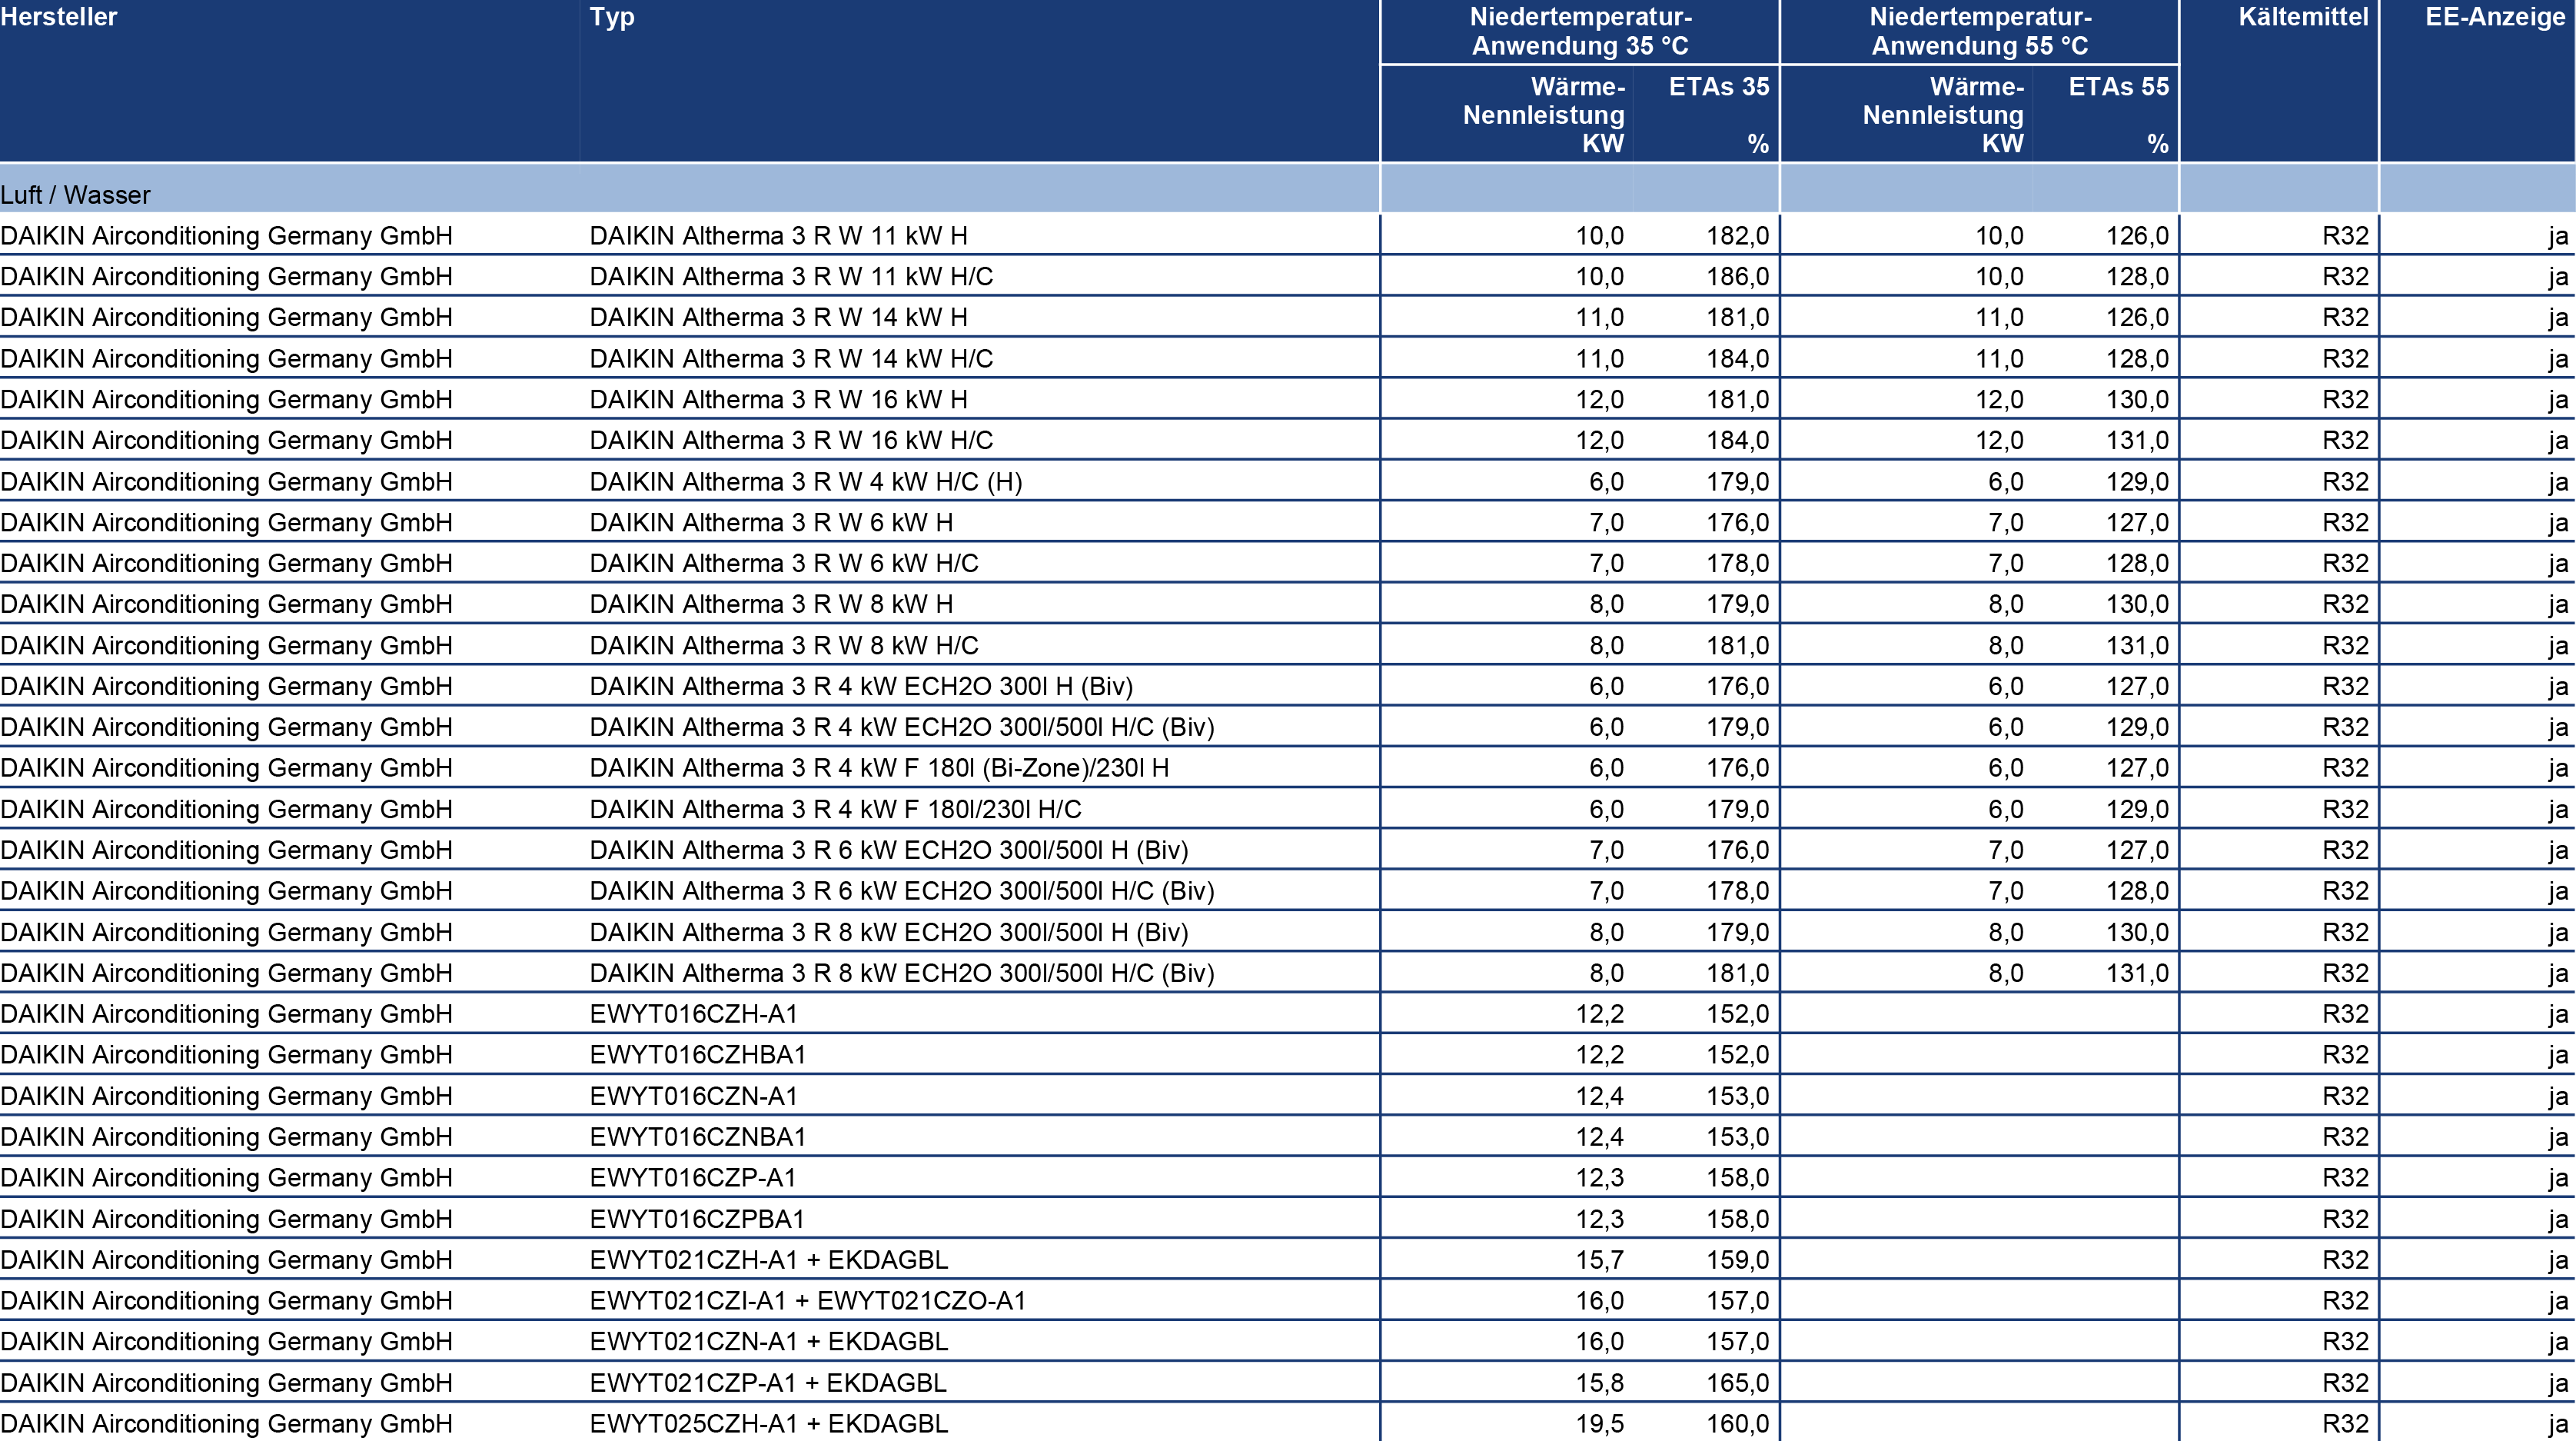 Hersteller Typ Niedertemperatur- Niedertemperatur- Kältemittel EE-Anzeige
Anwendung 35 °C Anwendung 55 °C
Wärme- ETAs 35 Wärme- ETAs 55
Nennleistung Nennleistung
KW % KW %
Luft / Wasser
DAIKIN Airconditioning Germany GmbH DAIKIN Altherma 3 R W 11 kW H 10,0 182,0 10,0 126,0 R32 ja
DAIKIN Airconditioning Germany GmbH DAIKIN Altherma 3 R W 11 kW H/C 10,0 186,0 10,0 128,0 R32 ja
DAIKIN Airconditioning Germany GmbH DAIKIN Altherma 3 R W 14 kW H 11,0 181,0 11,0 126,0 R32 ja
DAIKIN Airconditioning Germany GmbH DAIKIN Altherma 3 R W 14 kW H/C 11,0 184,0 11,0 128,0 R32 ja
DAIKIN Airconditioning Germany GmbH DAIKIN Altherma 3 R W 16 kW H 12,0 181,0 12,0 130,0 R32 ja
DAIKIN Airconditioning Germany GmbH DAIKIN Altherma 3 R W 16 kW H/C 12,0 184,0 12,0 131,0 R32 ja
DAIKIN Airconditioning Germany GmbH DAIKIN Altherma 3 R W 4 kW H/C (H) 6,0 179,0 6,0 129,0 R32 ja
DAIKIN Airconditioning Germany GmbH DAIKIN Altherma 3 R W 6 kW H 7,0 176,0 7,0 127,0 R32 ja
DAIKIN Airconditioning Germany GmbH DAIKIN Altherma 3 R W 6 kW H/C 7,0 178,0 7,0 128,0 R32 ja
DAIKIN Airconditioning Germany GmbH DAIKIN Altherma 3 R W 8 kW H 8,0 179,0 8,0 130,0 R32 ja
DAIKIN Airconditioning Germany GmbH DAIKIN Altherma 3 R W 8 kW H/C 8,0 181,0 8,0 131,0 R32 ja
DAIKIN Airconditioning Germany GmbH DAIKIN Altherma 3 R 4 kW ECH2O 300l H (Biv) 6,0 176,0 6,0 127,0 R32 ja
DAIKIN Airconditioning Germany GmbH DAIKIN Altherma 3 R 4 kW ECH2O 300l/500l H/C (Biv) 6,0 179,0 6,0 129,0 R32 ja
DAIKIN Airconditioning Germany GmbH DAIKIN Altherma 3 R 4 kW F 180l (Bi-Zone)/230l H 6,0 176,0 6,0 127,0 R32 ja
DAIKIN Airconditioning Germany GmbH DAIKIN Altherma 3 R 4 kW F 180l/230l H/C 6,0 179,0 6,0 129,0 R32 ja
DAIKIN Airconditioning Germany GmbH DAIKIN Altherma 3 R 6 kW ECH2O 300l/500l H (Biv) 7,0 176,0 7,0 127,0 R32 ja
DAIKIN Airconditioning Germany GmbH DAIKIN Altherma 3 R 6 kW ECH2O 300l/500l H/C (Biv) 7,0 178,0 7,0 128,0 R32 ja
DAIKIN Airconditioning Germany GmbH DAIKIN Altherma 3 R 8 kW ECH2O 300l/500l H (Biv) 8,0 179,0 8,0 130,0 R32 ja
DAIKIN Airconditioning Germany GmbH DAIKIN Altherma 3 R 8 kW ECH2O 300l/500l H/C (Biv) 8,0 181,0 8,0 131,0 R32 ja
DAIKIN Airconditioning Germany GmbH EWYT016CZH-A1 12,2 152,0 R32 ja
DAIKIN Airconditioning Germany GmbH EWYT016CZHBA1 12,2 152,0 R32 ja
DAIKIN Airconditioning Germany GmbH EWYT016CZN-A1 12,4 153,0 R32 ja
DAIKIN Airconditioning Germany GmbH EWYT016CZNBA1 12,4 153,0 R32 ja
DAIKIN Airconditioning Germany GmbH EWYT016CZP-A1 12,3 158,0 R32 ja
DAIKIN Airconditioning Germany GmbH EWYT016CZPBA1 12,3 158,0 R32 ja
DAIKIN Airconditioning Germany GmbH EWYT021CZH-A1 + EKDAGBL 15,7 159,0 R32 ja
DAIKIN Airconditioning Germany GmbH EWYT021CZI-A1 + EWYT021CZO-A1 16,0 157,0 R32 ja
DAIKIN Airconditioning Germany GmbH EWYT021CZN-A1 + EKDAGBL 16,0 157,0 R32 ja
DAIKIN Airconditioning Germany GmbH EWYT021CZP-A1 + EKDAGBL 15,8 165,0 R32 ja
DAIKIN Airconditioning Germany GmbH EWYT025CZH-A1 + EKDAGBL 19,5 160,0 R32 ja